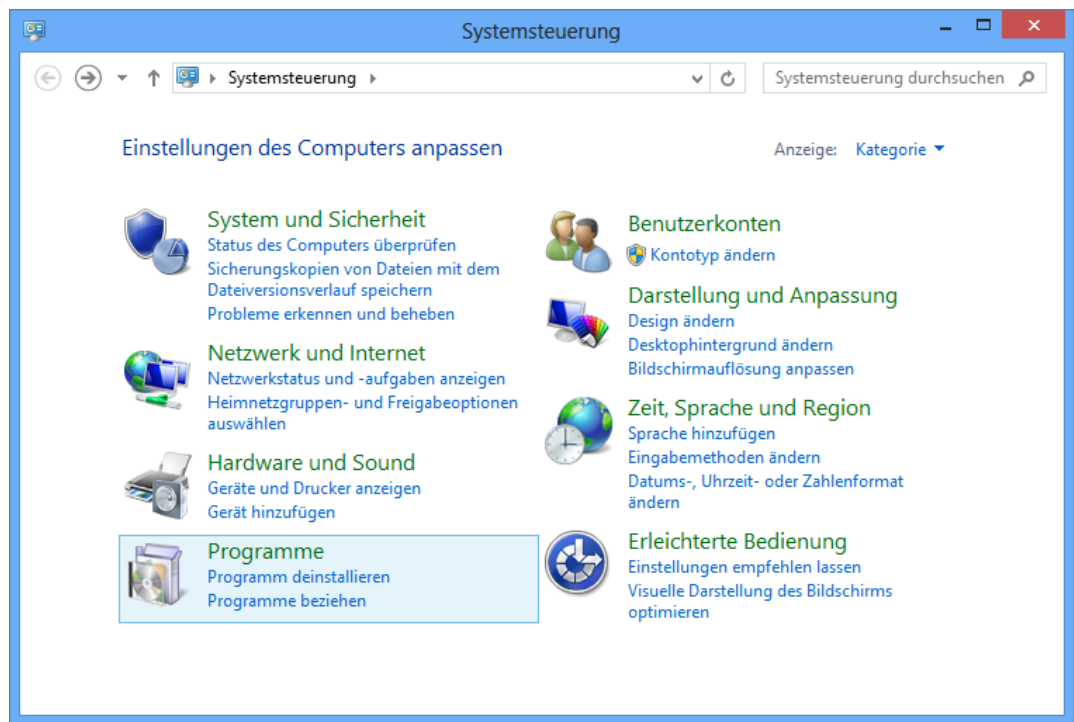 Systemsteuerung
Systemsteuerung
Systemsteuerung durchsuchen
Einstellungen des Computers anpassen
Anzeige: Kategorie
System und Sicherheit
Status des Computers überprüfen
Sicherungskopien von Dateien mit dem
Dateiversionsverlauf speichern
Probleme erkennen und beheben
Netzwerk und Internet
Netzwerkstatus und -aufgaben anzeigen
Heimnetzgruppen- und Freigabeoptionen
auswählen
Hardware und Sound
Geräte und Drucker anzeigen
Gerät hinzufügen
Programme
Programm deinstallieren
Programme beziehen
Benutzerkonten
Kontotyp ändern
Darstellung und Anpassung
Design ändern
Desktophintergrund ändern
Bildschirmauflösung anpassen
Zeit, Sprache und Region
Sprache hinzufügen
Eingabemethoden ändern
Datums-, Uhrzeit- oder Zahlenformat
ändern
Erleichterte Bedienung
Einstellungen empfehlen lassen
Visuelle Darstellung des Bildschirms
optimieren